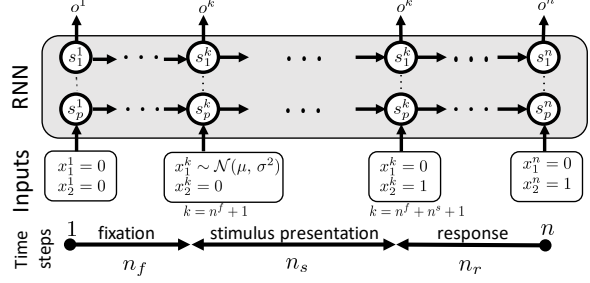 o^1 o^k o^k o^n
RNN
s_1^1 ··· s_1^k ··· s_1^k ··· s_1^n
s_p^1 ··· s_p^k ··· s_p^k ··· s_p^n
Inputs
x_1^1 = 0
x_2^1 = 0
x_1^k ∼ N(μ, σ^2)
x_2^k = 0
k = n^f + 1
x_1^k = 0
x_2^k = 1
k = n^f + n^s + 1
x_1^n = 0
x_2^n = 1
Time steps
1 fixation stimulus presentation response n
n_f n_s n_r